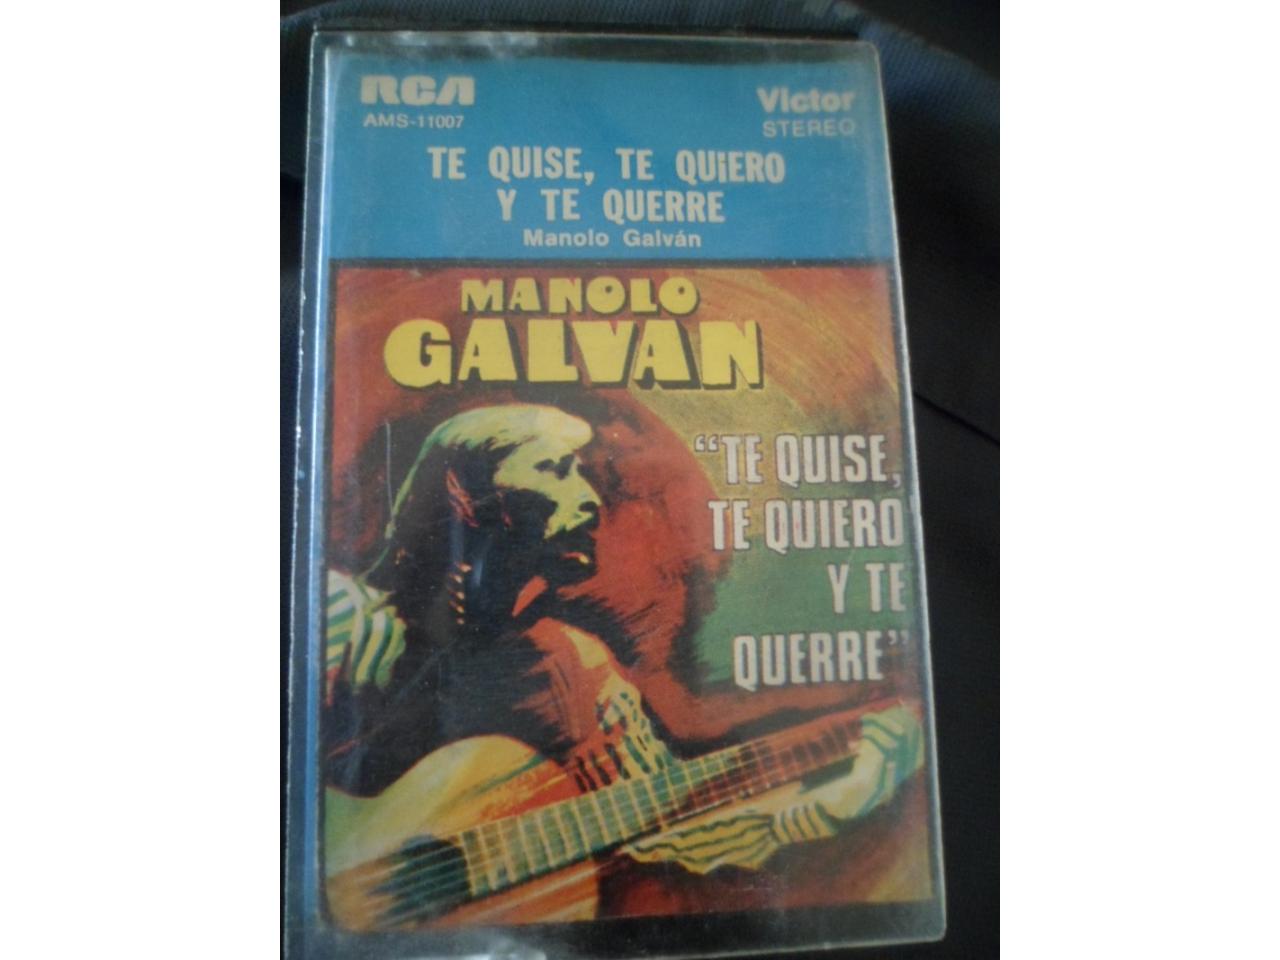 RCA
Victor
AMS-11007
STEREO
TE QUISE, TE QUiERO
Y TE QUERRE
Manolo Galván
MANOLO
GALVAN
"TE QUISE,
TE QUIERO
Y TE
QUERRE"